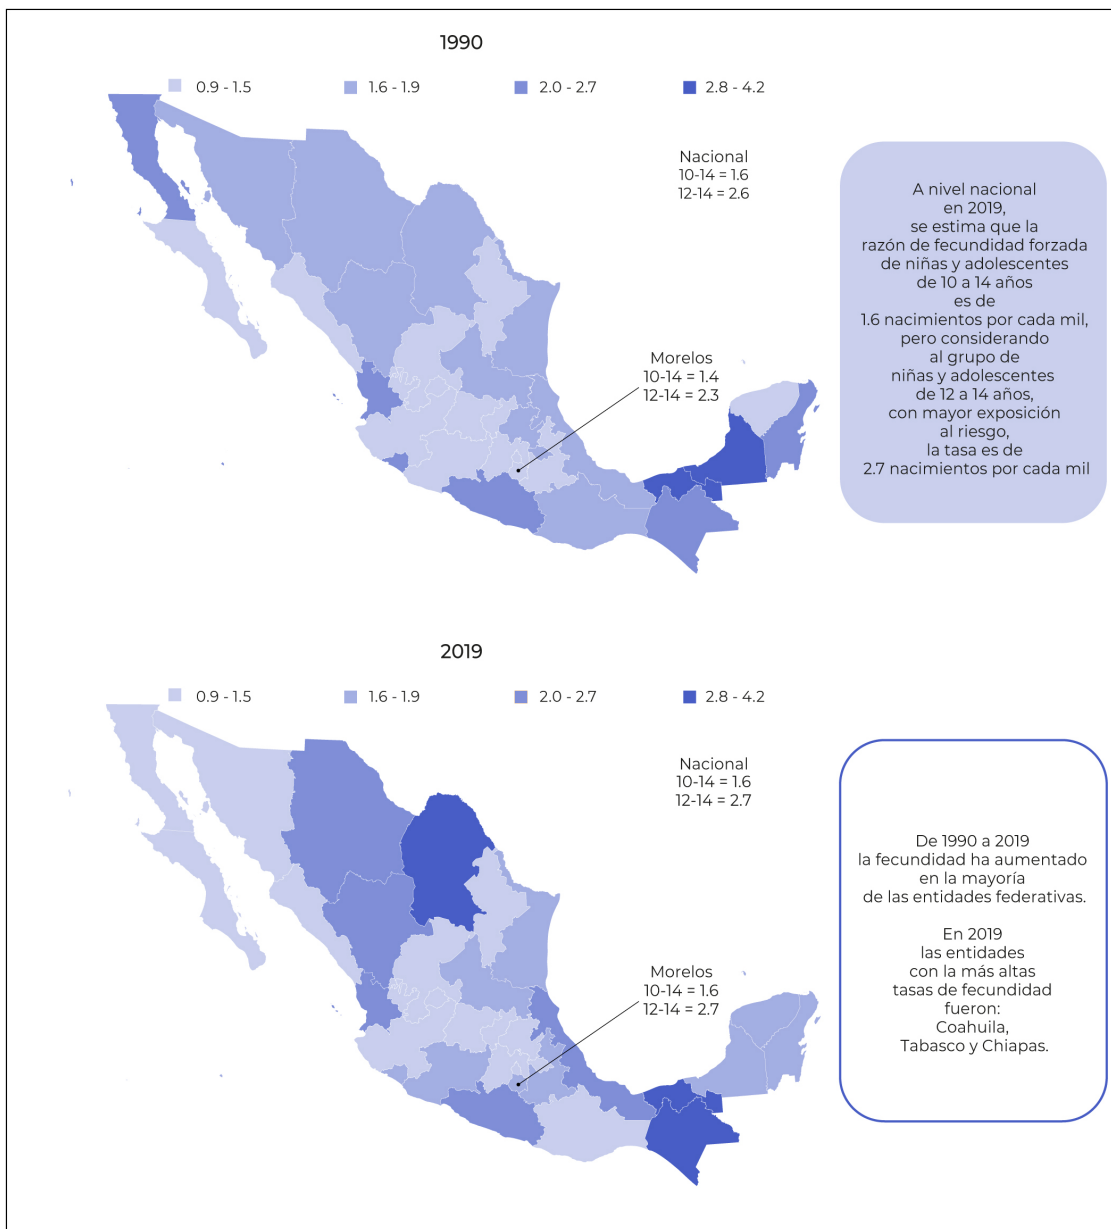 1990
0.9 - 1.5
1.6 - 1.9
2.0 - 2.7
2.8 - 4.2
Nacional
10-14 = 1.6
12-14 = 2.6
Morelos
10-14 = 1.4
12-14 = 2.3
A nivel nacional
en 2019,
se estima que la
razón de fecundidad forzada
de niñas y adolescentes
de 10 a 14 años
es de
1.6 nacimientos por cada mil,
pero considerando
al grupo de
niñas y adolescentes
de 12 a 14 años,
con mayor exposición
al riesgo,
la tasa es de
2.7 nacimientos por cada mil
2019
0.9 - 1.5
1.6 - 1.9
2.0 - 2.7
2.8 - 4.2
Nacional
10-14 = 1.6
12-14 = 2.7
Morelos
10-14 = 1.6
12-14 = 2.7
De 1990 a 2019
la fecundidad ha aumentado
en la mayoría
de las entidades federativas.
En 2019
las entidades
con la más altas
tasas de fecundidad
fueron:
Coahuila,
Tabasco y Chiapas.